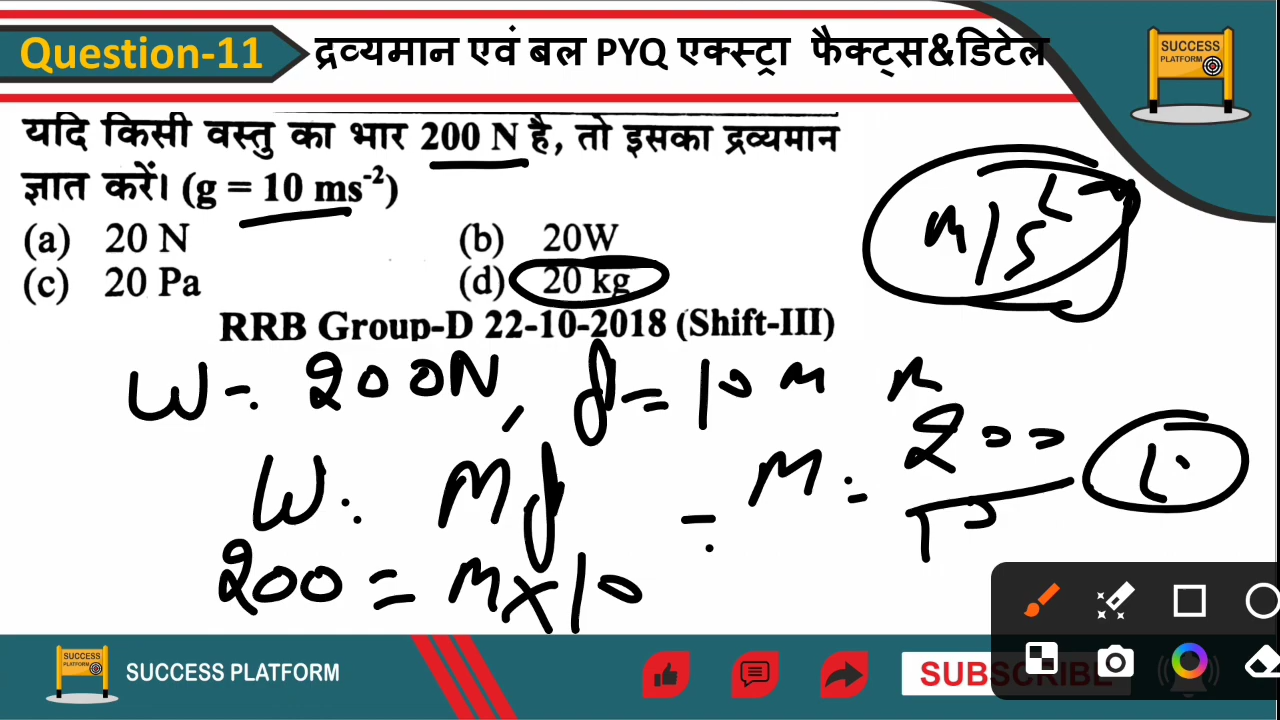 Question-11 द्रव्यमान एवं बल PYQ एक्स्ट्रा फैक्ट्स&डिटेल
SUCCESS
PLATFORM
यदि किसी वस्तु का भार 200 N है, तो इसका द्रव्यमान
ज्ञात करें। (g = 10 ms⁻²)
(a) 20 N (b) 20W
(c) 20 Pa (d) 20 kg
RRB Group-D 22-10-2018 (Shift-III)
m/s
W = 200N, g = 10 m
W = mg
M = 200
10
200 = m×10
SUCCESS
PLATFORM
SUCCESS PLATFORM
SUBSCRIBE